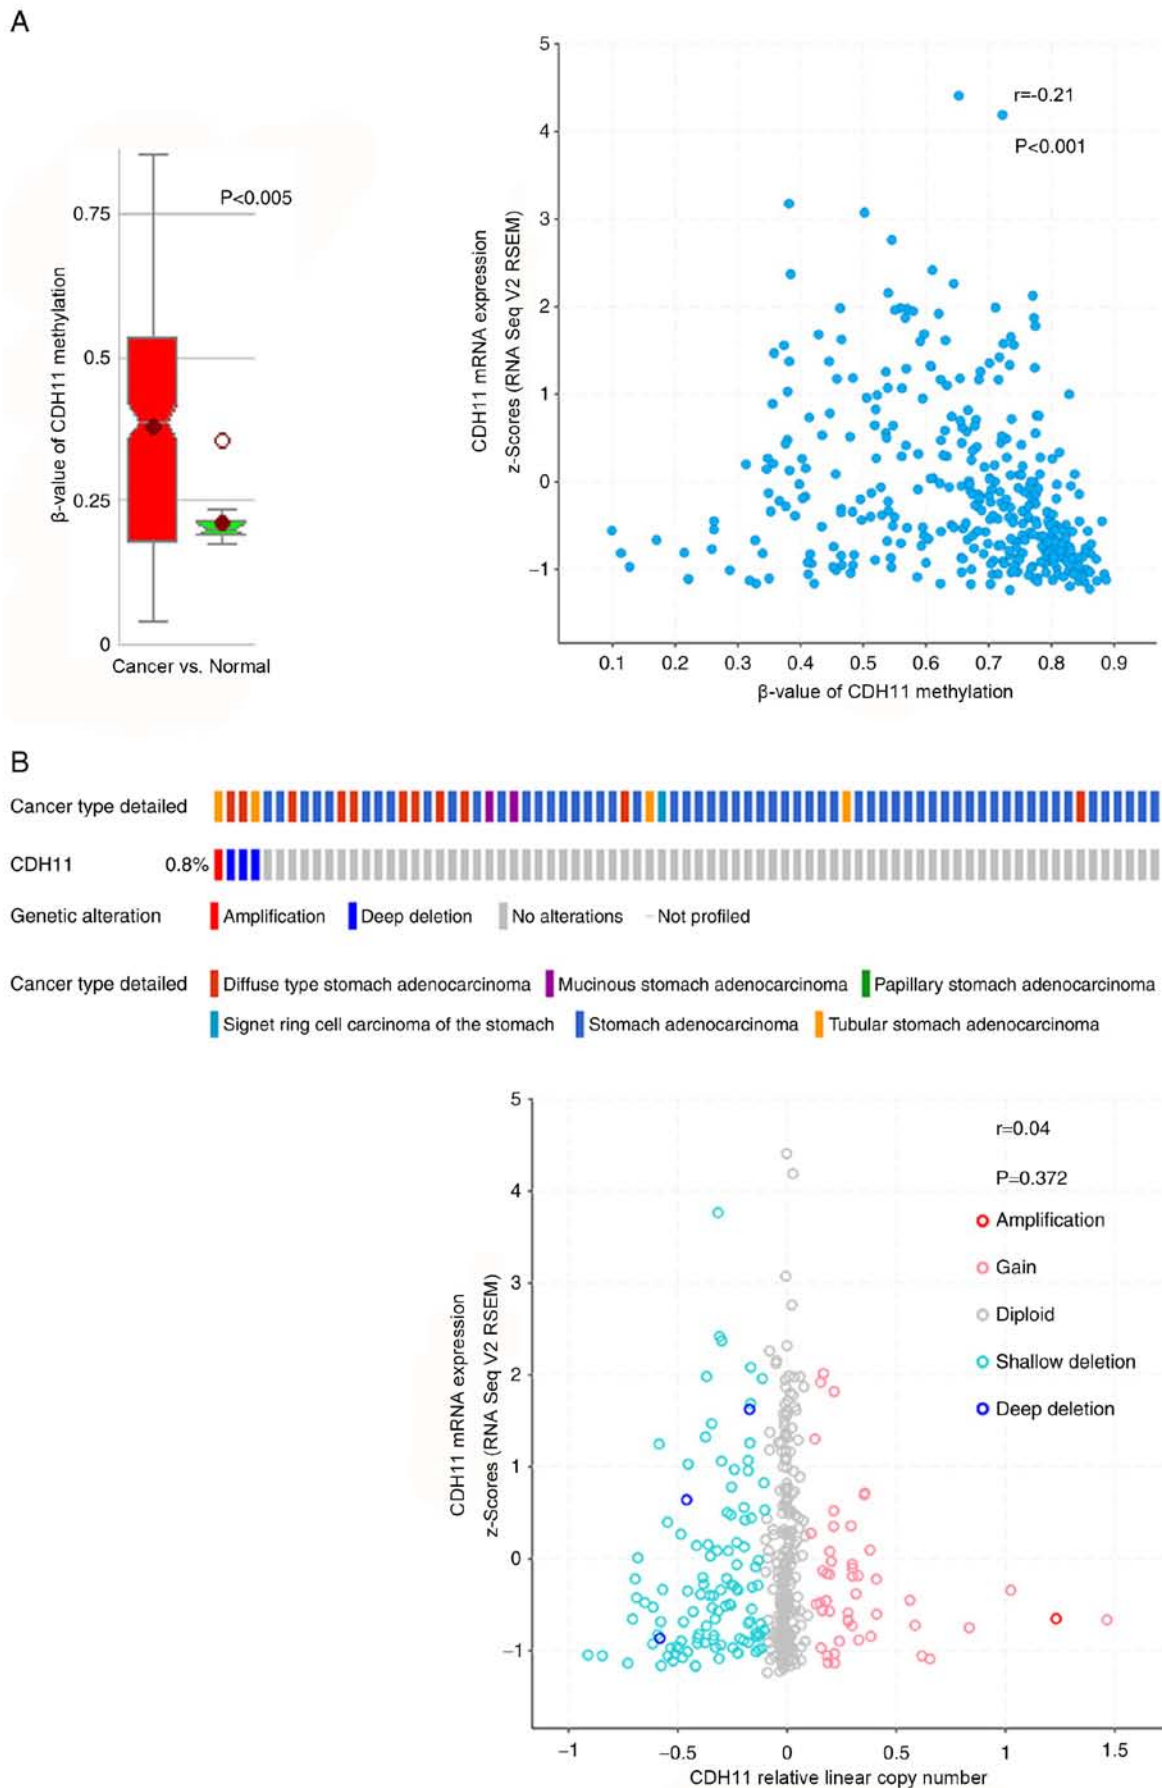 A
P<0.005
0.75
0.5
0.25
0
β-value of CDH11 methylation
Cancer vs. Normal
5
4
3
2
1
0
−1
CDH11 mRNA expression
z-Scores (RNA Seq V2 RSEM)
r=-0.21
P<0.001
0.1 0.2 0.3 0.4 0.5 0.6 0.7 0.8 0.9
β-value of CDH11 methylation
B
Cancer type detailed
CDH11 0.8%
Genetic alteration Amplification Deep deletion No alterations Not profiled
Cancer type detailed Diffuse type stomach adenocarcinoma Mucinous stomach adenocarcinoma Papillary stomach adenocarcinoma
Signet ring cell carcinoma of the stomach Stomach adenocarcinoma Tubular stomach adenocarcinoma
5
4
3
2
1
0
−1
CDH11 mRNA expression
z-Scores (RNA Seq V2 RSEM)
r=0.04
P=0.372
Amplification
Gain
Diploid
Shallow deletion
Deep deletion
−1 −0.5 0 0.5 1 1.5
CDH11 relative linear copy number